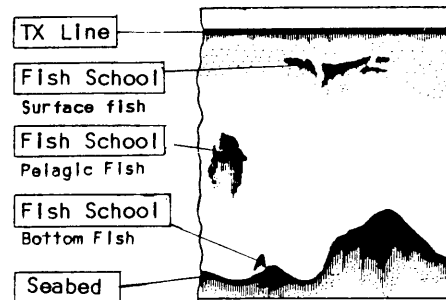 TX Line
Fish School
Surface fish
Fish School
Pelagic Fish
Fish School
Bottom Fish
Seabed